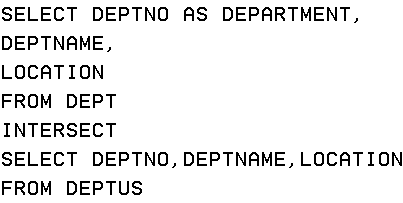 SELECT DEPTNO AS DEPARTMENT,
DEPTNAME,
LOCATION
FROM DEPT
INTERSECT
SELECT DEPTNO,DEPTNAME,LOCATION
FROM DEPTUS